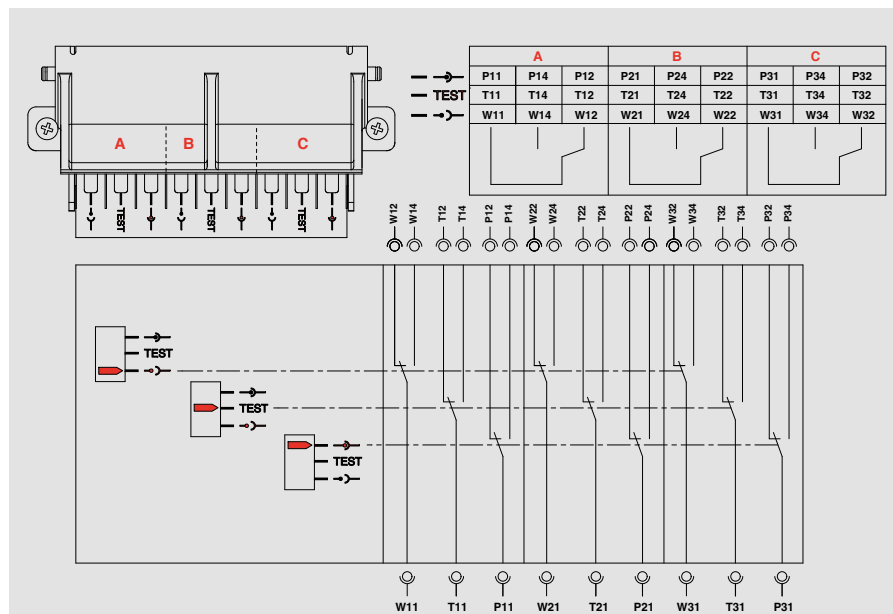 A B C
TEST TEST TEST
A B C
P11 P14 P12 P21 P24 P22 P31 P34 P32
TEST T11 T14 T12 T21 T24 T22 T31 T34 T32
W11 W14 W12 W21 W24 W22 W31 W34 W32
W12 W14 T12 T14 P12 P14 W22 W24 T22 T24 P22 P24 W32 W34 T32 T34 P32 P34
TEST
TEST
TEST
W11 T11 P11 W21 T21 P21 W31 T31 P31